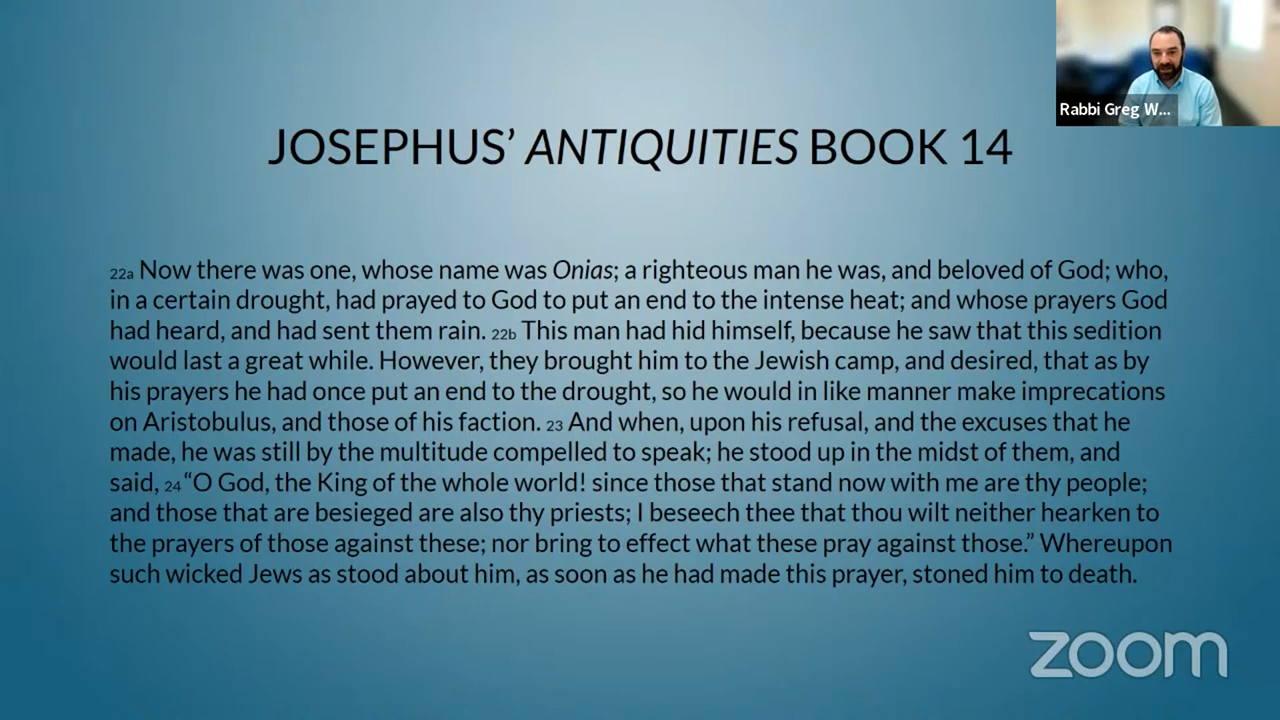 Rabbi Greg W...
JOSEPHUS’ ANTIQUITIES BOOK 14
22a Now there was one, whose name was Onias; a righteous man he was, and beloved of God; who,
in a certain drought, had prayed to God to put an end to the intense heat; and whose prayers God
had heard, and had sent them rain. 22b This man had hid himself, because he saw that this sedition
would last a great while. However, they brought him to the Jewish camp, and desired, that as by
his prayers he had once put an end to the drought, so he would in like manner make imprecations
on Aristobulus, and those of his faction. 23 And when, upon his refusal, and the excuses that he
made, he was still by the multitude compelled to speak; he stood up in the midst of them, and
said, 24 “O God, the King of the whole world! since those that stand now with me are thy people;
and those that are besieged are also thy priests; I beseech thee that thou wilt neither hearken to
the prayers of those against these; nor bring to effect what these pray against those.” Whereupon
such wicked Jews as stood about him, as soon as he had made this prayer, stoned him to death.
zoom